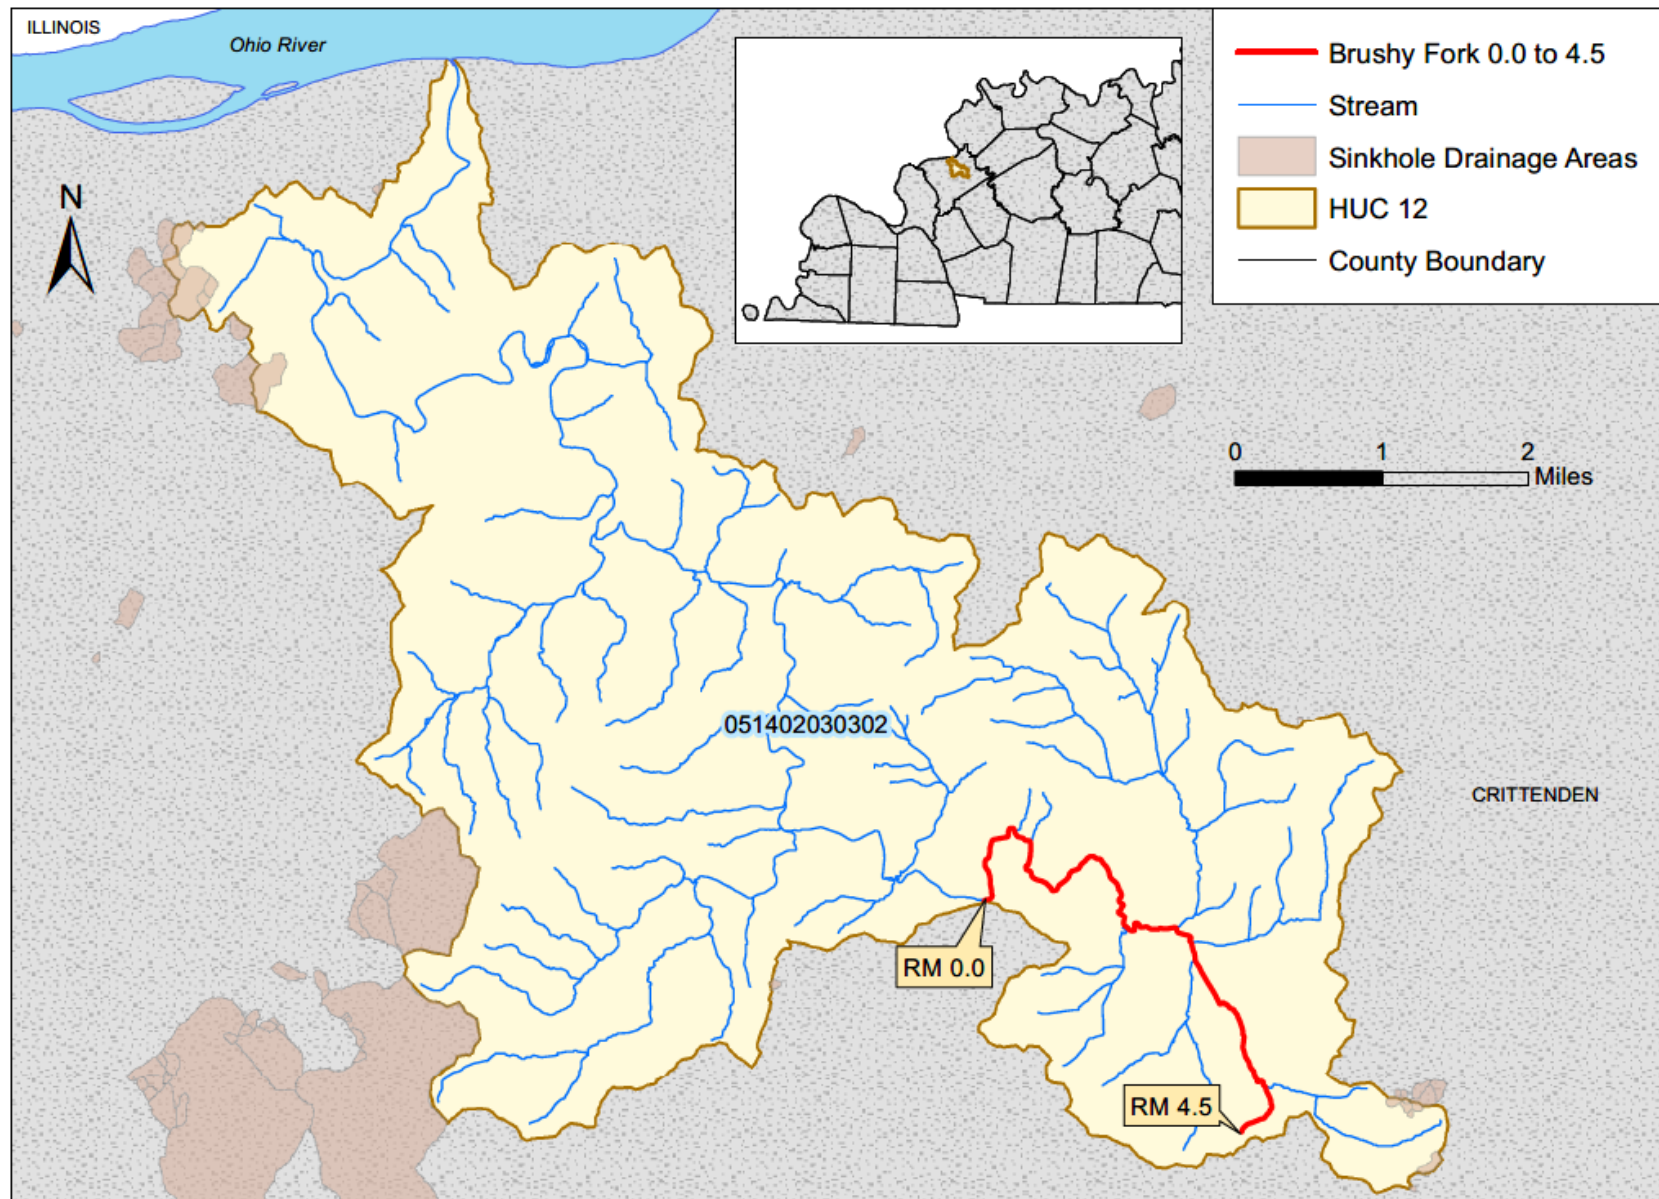 ILLINOIS
Ohio River
Brushy Fork 0.0 to 4.5
Stream
Sinkhole Drainage Areas
HUC 12
County Boundary
N
0 1 2
Miles
051402030302
CRITTENDEN
RM 0.0
RM 4.5